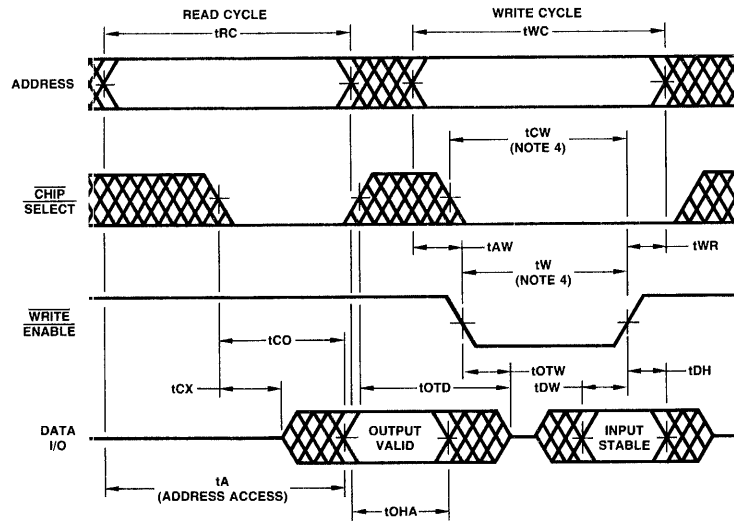 READ CYCLE
WRITE CYCLE
tRC
tWC
ADDRESS
tCW
(NOTE 4)
CHIP
SELECT
tAW
tWR
tW
(NOTE 4)
WRITE
ENABLE
tCO
tOTW
tCX
tOTD
tDW
tDH
DATA
I/O
OUTPUT
VALID
INPUT
STABLE
tA
(ADDRESS ACCESS)
tOHA